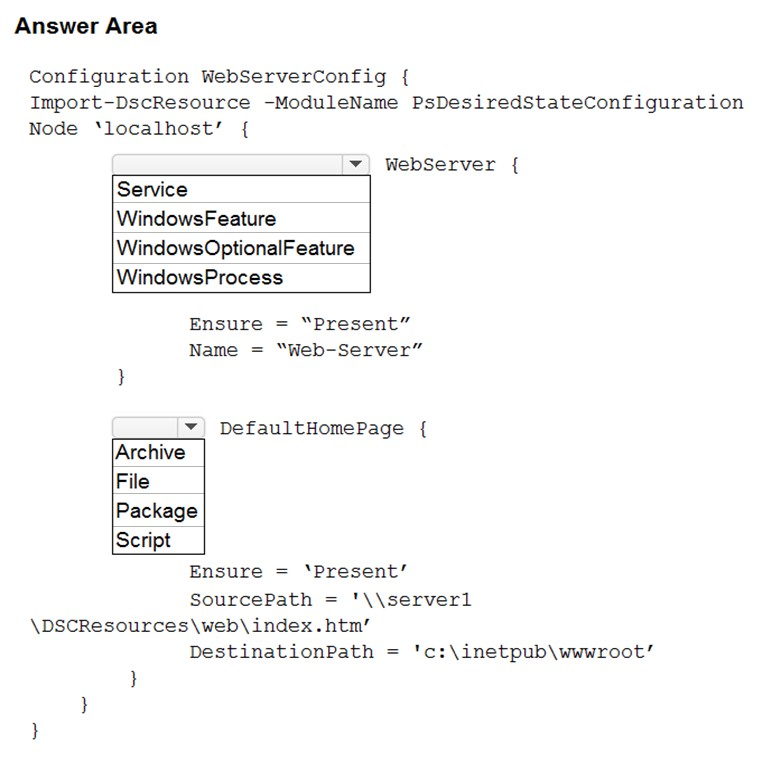 Answer Area
Configuration WebServerConfig {
Import-DscResource -ModuleName PsDesiredStateConfiguration
Node ‘localhost’ {
WebServer {
Service
WindowsFeature
WindowsOptionalFeature
WindowsProcess
Ensure = “Present”
Name = “Web-Server”
}
DefaultHomePage {
Archive
File
Package
Script
Ensure = ‘Present’
SourcePath = '\\server1
\DSCResources\web\index.htm’
DestinationPath = 'c:\inetpub\wwwroot’
}
}
}